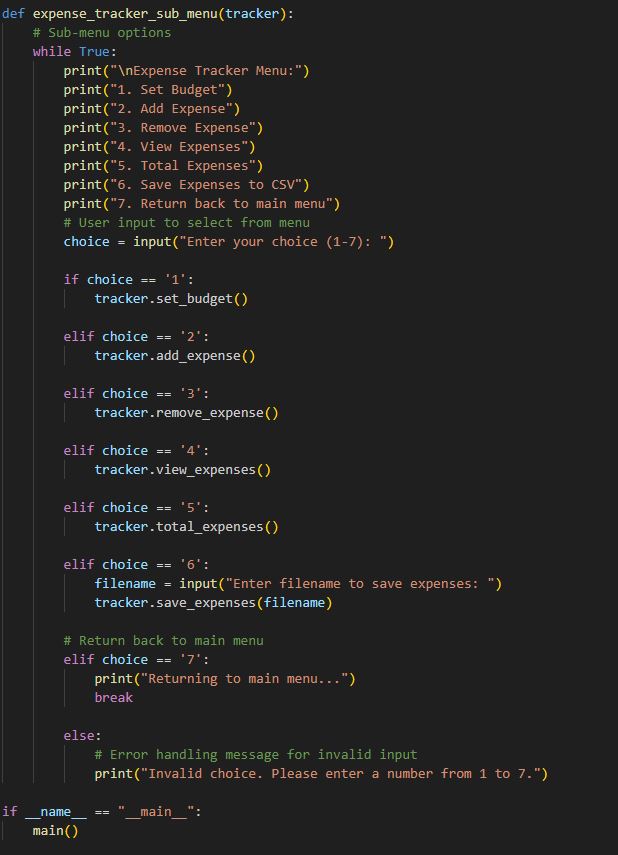 def expense_tracker_sub_menu(tracker):
    # Sub-menu options
    while True:
        print("\nExpense Tracker Menu:")
        print("1. Set Budget")
        print("2. Add Expense")
        print("3. Remove Expense")
        print("4. View Expenses")
        print("5. Total Expenses")
        print("6. Save Expenses to CSV")
        print("7. Return back to main menu")
        # User input to select from menu
        choice = input("Enter your choice (1-7): ")

        if choice == '1':
            tracker.set_budget()

        elif choice == '2':
            tracker.add_expense()

        elif choice == '3':
            tracker.remove_expense()

        elif choice == '4':
            tracker.view_expenses()

        elif choice == '5':
            tracker.total_expenses()

        elif choice == '6':
            filename = input("Enter filename to save expenses: ")
            tracker.save_expenses(filename)

        # Return back to main menu
        elif choice == '7':
            print("Returning to main menu...")
            break

        else:
            # Error handling message for invalid input
            print("Invalid choice. Please enter a number from 1 to 7.")

if __name__ == "__main__":
    main()